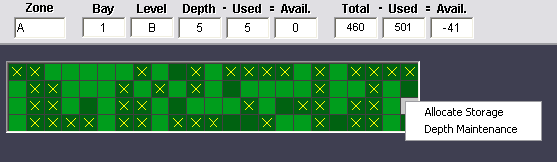 Zone Bay Level Depth - Used = Avail. Total - Used = Avail.
A 1 B 5 5 0 460 501 -41
Allocate Storage
Depth Maintenance